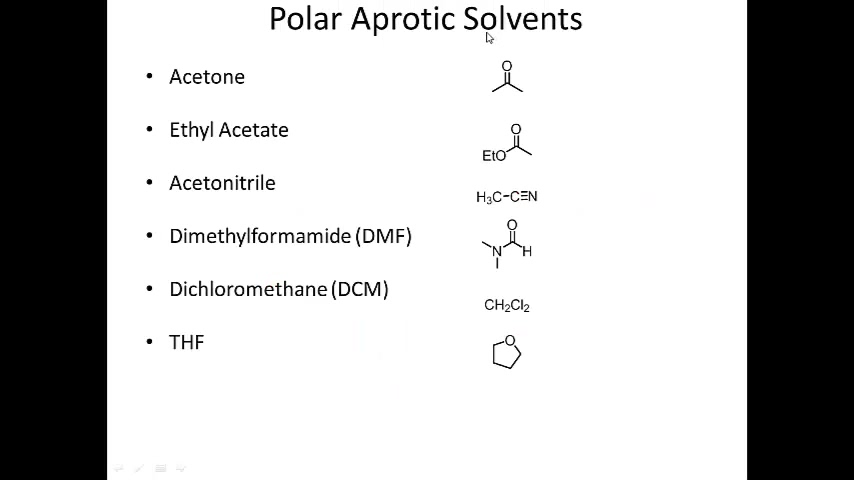 Polar Aprotic Solvents
• Acetone
O
• Ethyl Acetate
O
EtO
• Acetonitrile
H₃C-C≡N
• Dimethylformamide (DMF)
O
N
H
• Dichloromethane (DCM)
CH₂Cl₂
• THF
O